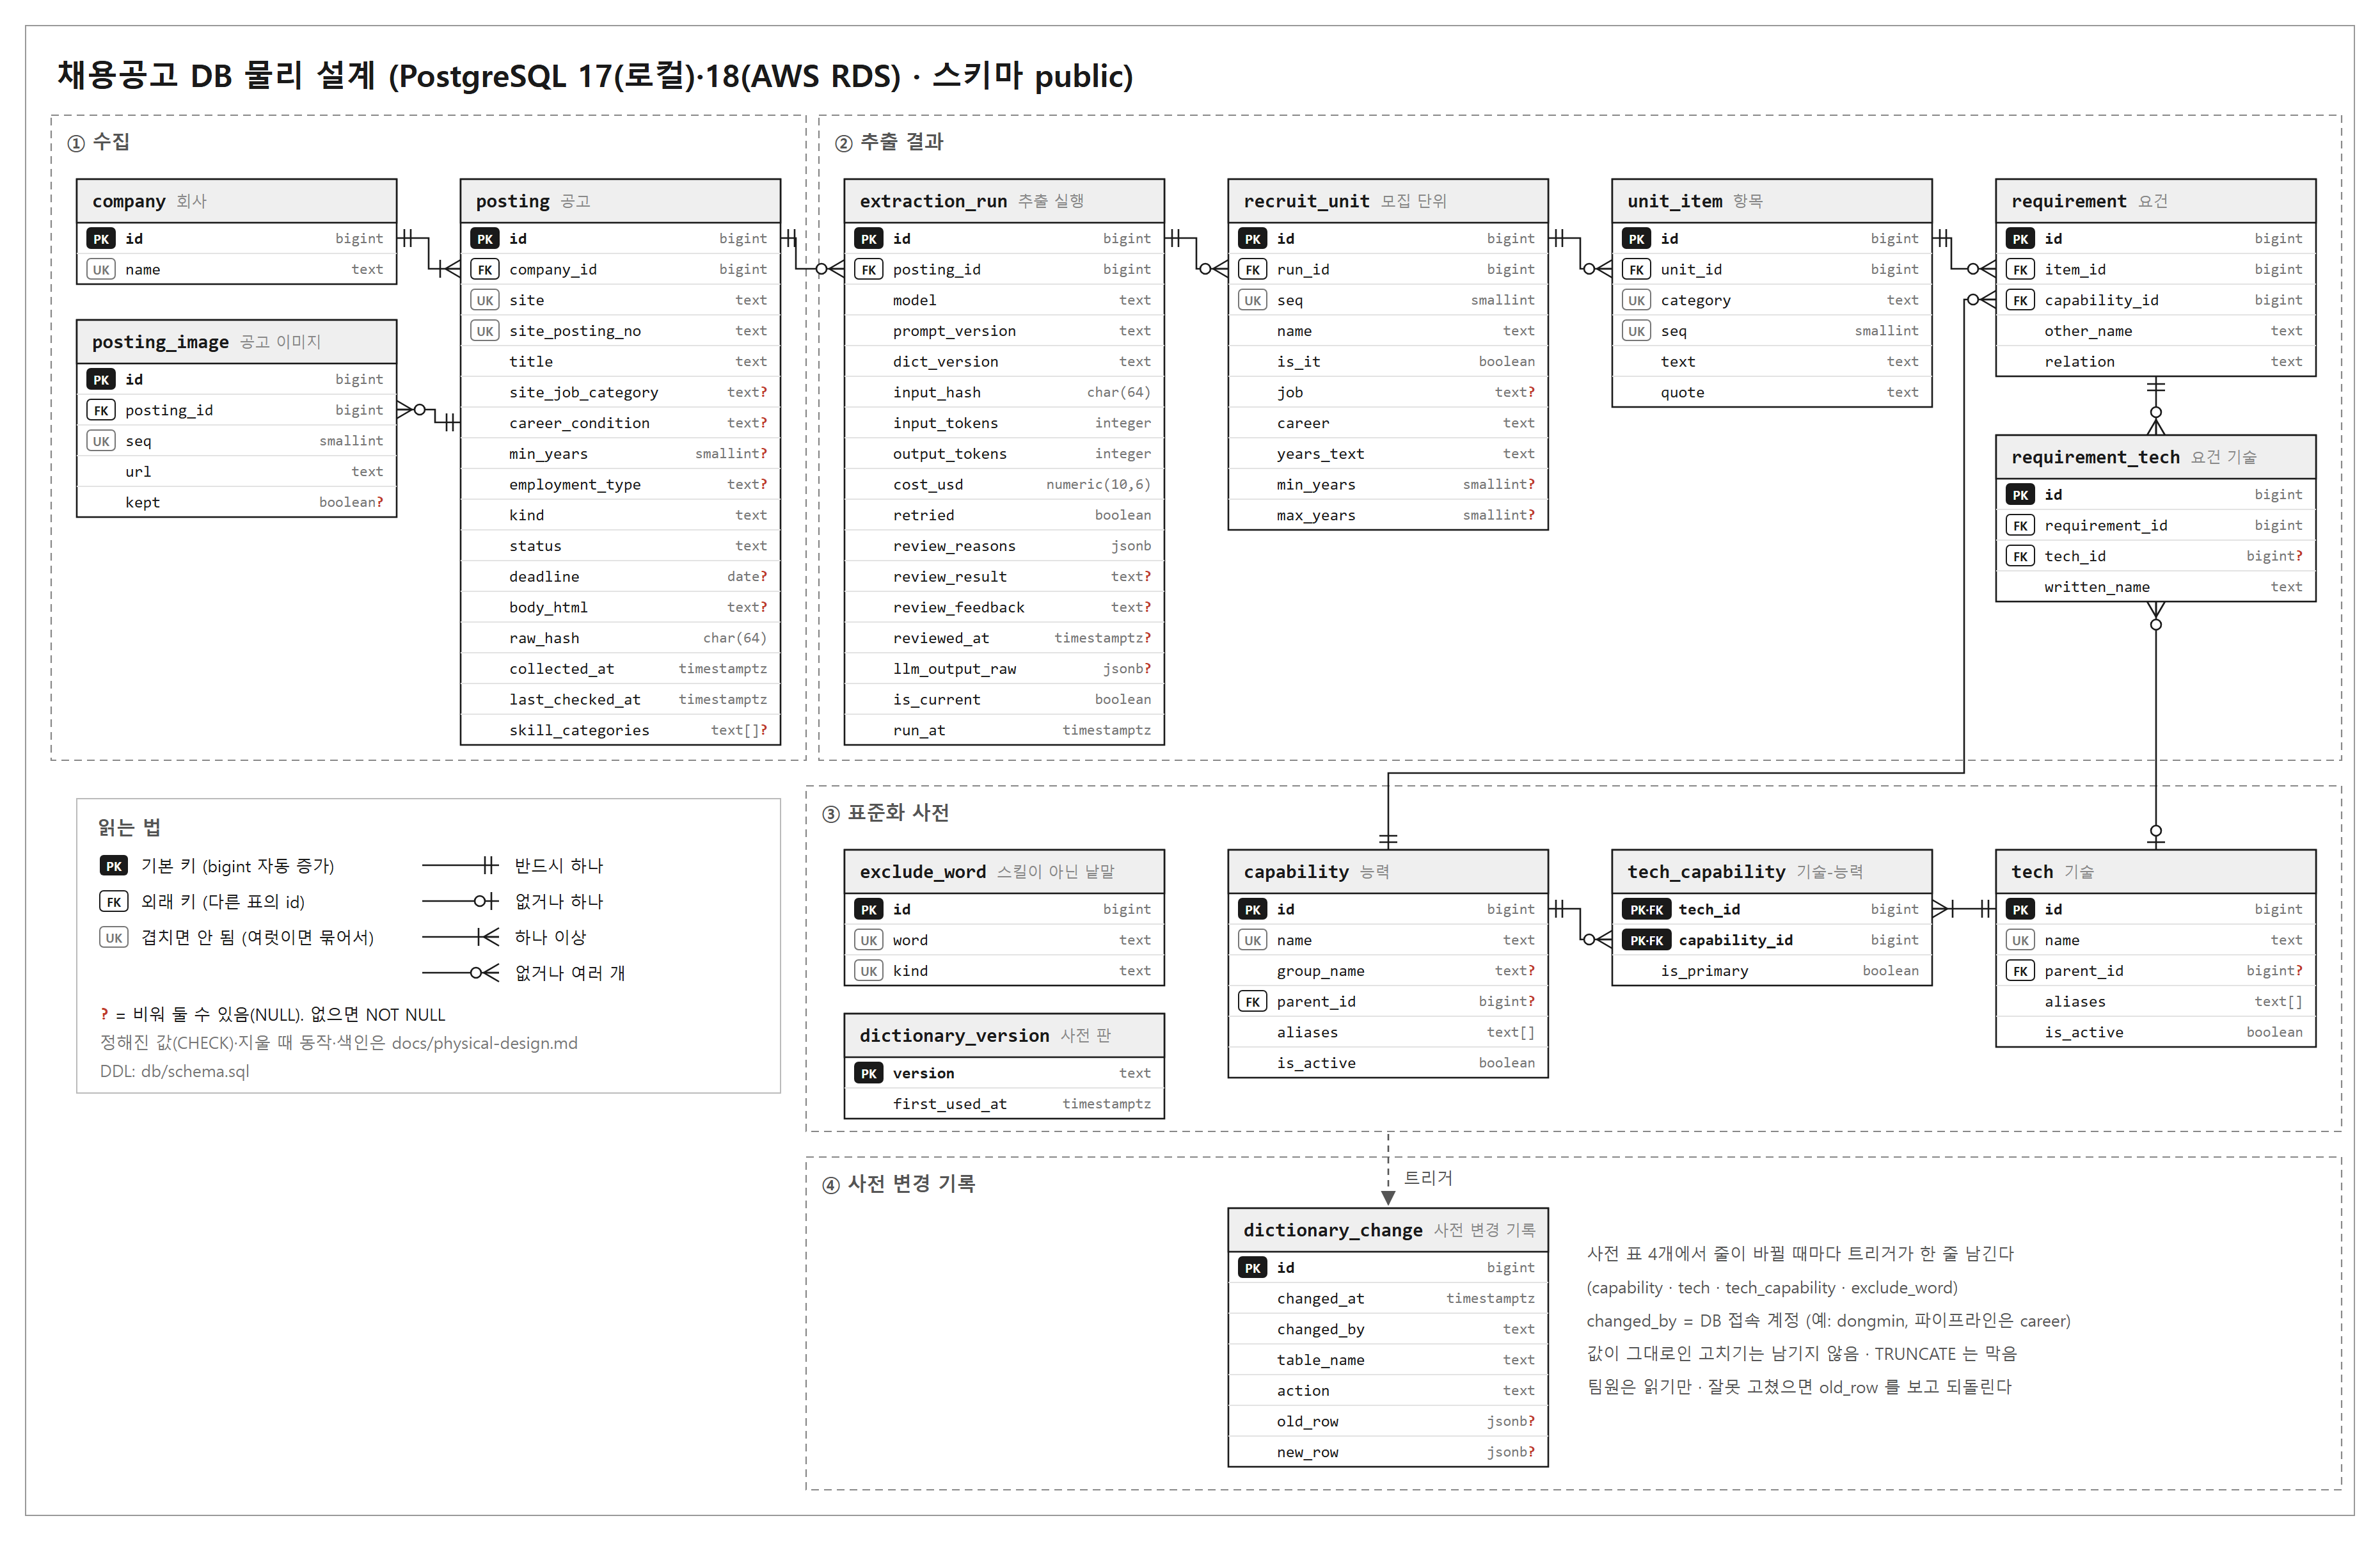 채용공고 DB 물리 설계 (PostgreSQL 17(로컬)·18(AWS RDS) · 스키마 public)
① 수집
company 회사
PK id bigint
UK name text
posting_image 공고 이미지
PK id bigint
FK posting_id bigint
UK seq smallint
url text
kept boolean?
posting 공고
PK id bigint
FK company_id bigint
UK site text
UK site_posting_no text
title text
site_job_category text?
career_condition text?
min_years smallint?
employment_type text?
kind text
status text
deadline date?
body_html text?
raw_hash char(64)
collected_at timestamptz
last_checked_at timestamptz
skill_categories text[]?
② 추출 결과
extraction_run 추출 실행
PK id bigint
FK posting_id bigint
model text
prompt_version text
dict_version text
input_hash char(64)
input_tokens integer
output_tokens integer
cost_usd numeric(10,6)
retried boolean
review_reasons jsonb
review_result text?
review_feedback text?
reviewed_at timestamptz?
llm_output_raw jsonb?
is_current boolean
run_at timestamptz
recruit_unit 모집 단위
PK id bigint
FK run_id bigint
UK seq smallint
name text
is_it boolean
job text?
career text
years_text text
min_years smallint?
max_years smallint?
unit_item 항목
PK id bigint
FK unit_id bigint
UK category text
UK seq smallint
text text
quote text
requirement 요건
PK id bigint
FK item_id bigint
FK capability_id bigint
other_name text
relation text
requirement_tech 요건 기술
PK id bigint
FK requirement_id bigint
FK tech_id bigint?
written_name text
읽는 법
PK 기본 키 (bigint 자동 증가)
FK 외래 키 (다른 표의 id)
UK 겹치면 안 됨 (여럿이면 묶어서)
반드시 하나
없거나 하나
하나 이상
없거나 여러 개
? = 비워 둘 수 있음(NULL). 없으면 NOT NULL
정해진 값(CHECK)·지울 때 동작·색인은 docs/physical-design.md
DDL: db/schema.sql
③ 표준화 사전
exclude_word 스킬이 아닌 낱말
PK id bigint
UK word text
UK kind text
dictionary_version 사전 판
PK version text
first_used_at timestamptz
capability 능력
PK id bigint
UK name text
group_name text?
FK parent_id bigint?
aliases text[]
is_active boolean
tech_capability 기술-능력
PK·FK tech_id bigint
PK·FK capability_id bigint
is_primary boolean
tech 기술
PK id bigint
UK name text
FK parent_id bigint?
aliases text[]
is_active boolean
트리거
④ 사전 변경 기록
dictionary_change 사전 변경 기록
PK id bigint
changed_at timestamptz
changed_by text
table_name text
action text
old_row jsonb?
new_row jsonb?
사전 표 4개에서 줄이 바뀔 때마다 트리거가 한 줄 남긴다
(capability · tech · tech_capability · exclude_word)
changed_by = DB 접속 계정 (예: dongmin, 파이프라인은 career)
값이 그대로인 고치기는 남기지 않음 · TRUNCATE 는 막음
팀원은 읽기만 · 잘못 고쳤으면 old_row 를 보고 되돌린다